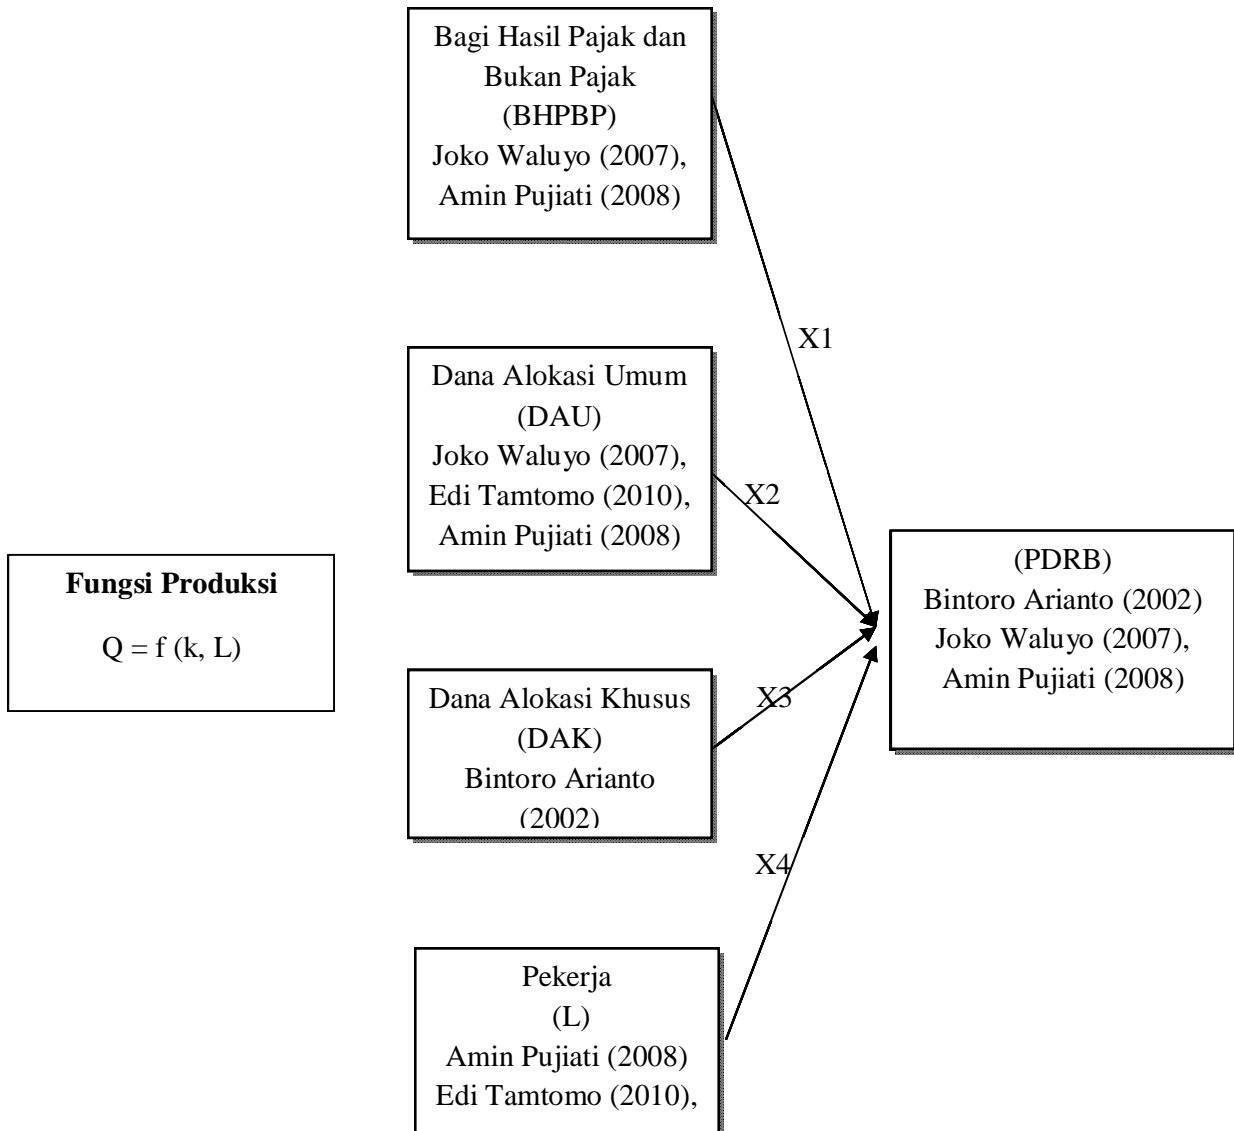 Bagi Hasil Pajak dan
Bukan Pajak
(BHPBP)
Joko Waluyo (2007),
Amin Pujiati (2008)
X1
Dana Alokasi Umum
(DAU)
Joko Waluyo (2007),
Edi Tamtomo (2010),
Amin Pujiati (2008)
X2
Fungsi Produksi
Q = f (k, L)
(PDRB)
Bintoro Arianto (2002)
Joko Waluyo (2007),
Amin Pujiati (2008)
Dana Alokasi Khusus
(DAK)
Bintoro Arianto
(2002)
X3
X4
Pekerja
(L)
Amin Pujiati (2008)
Edi Tamtomo (2010),